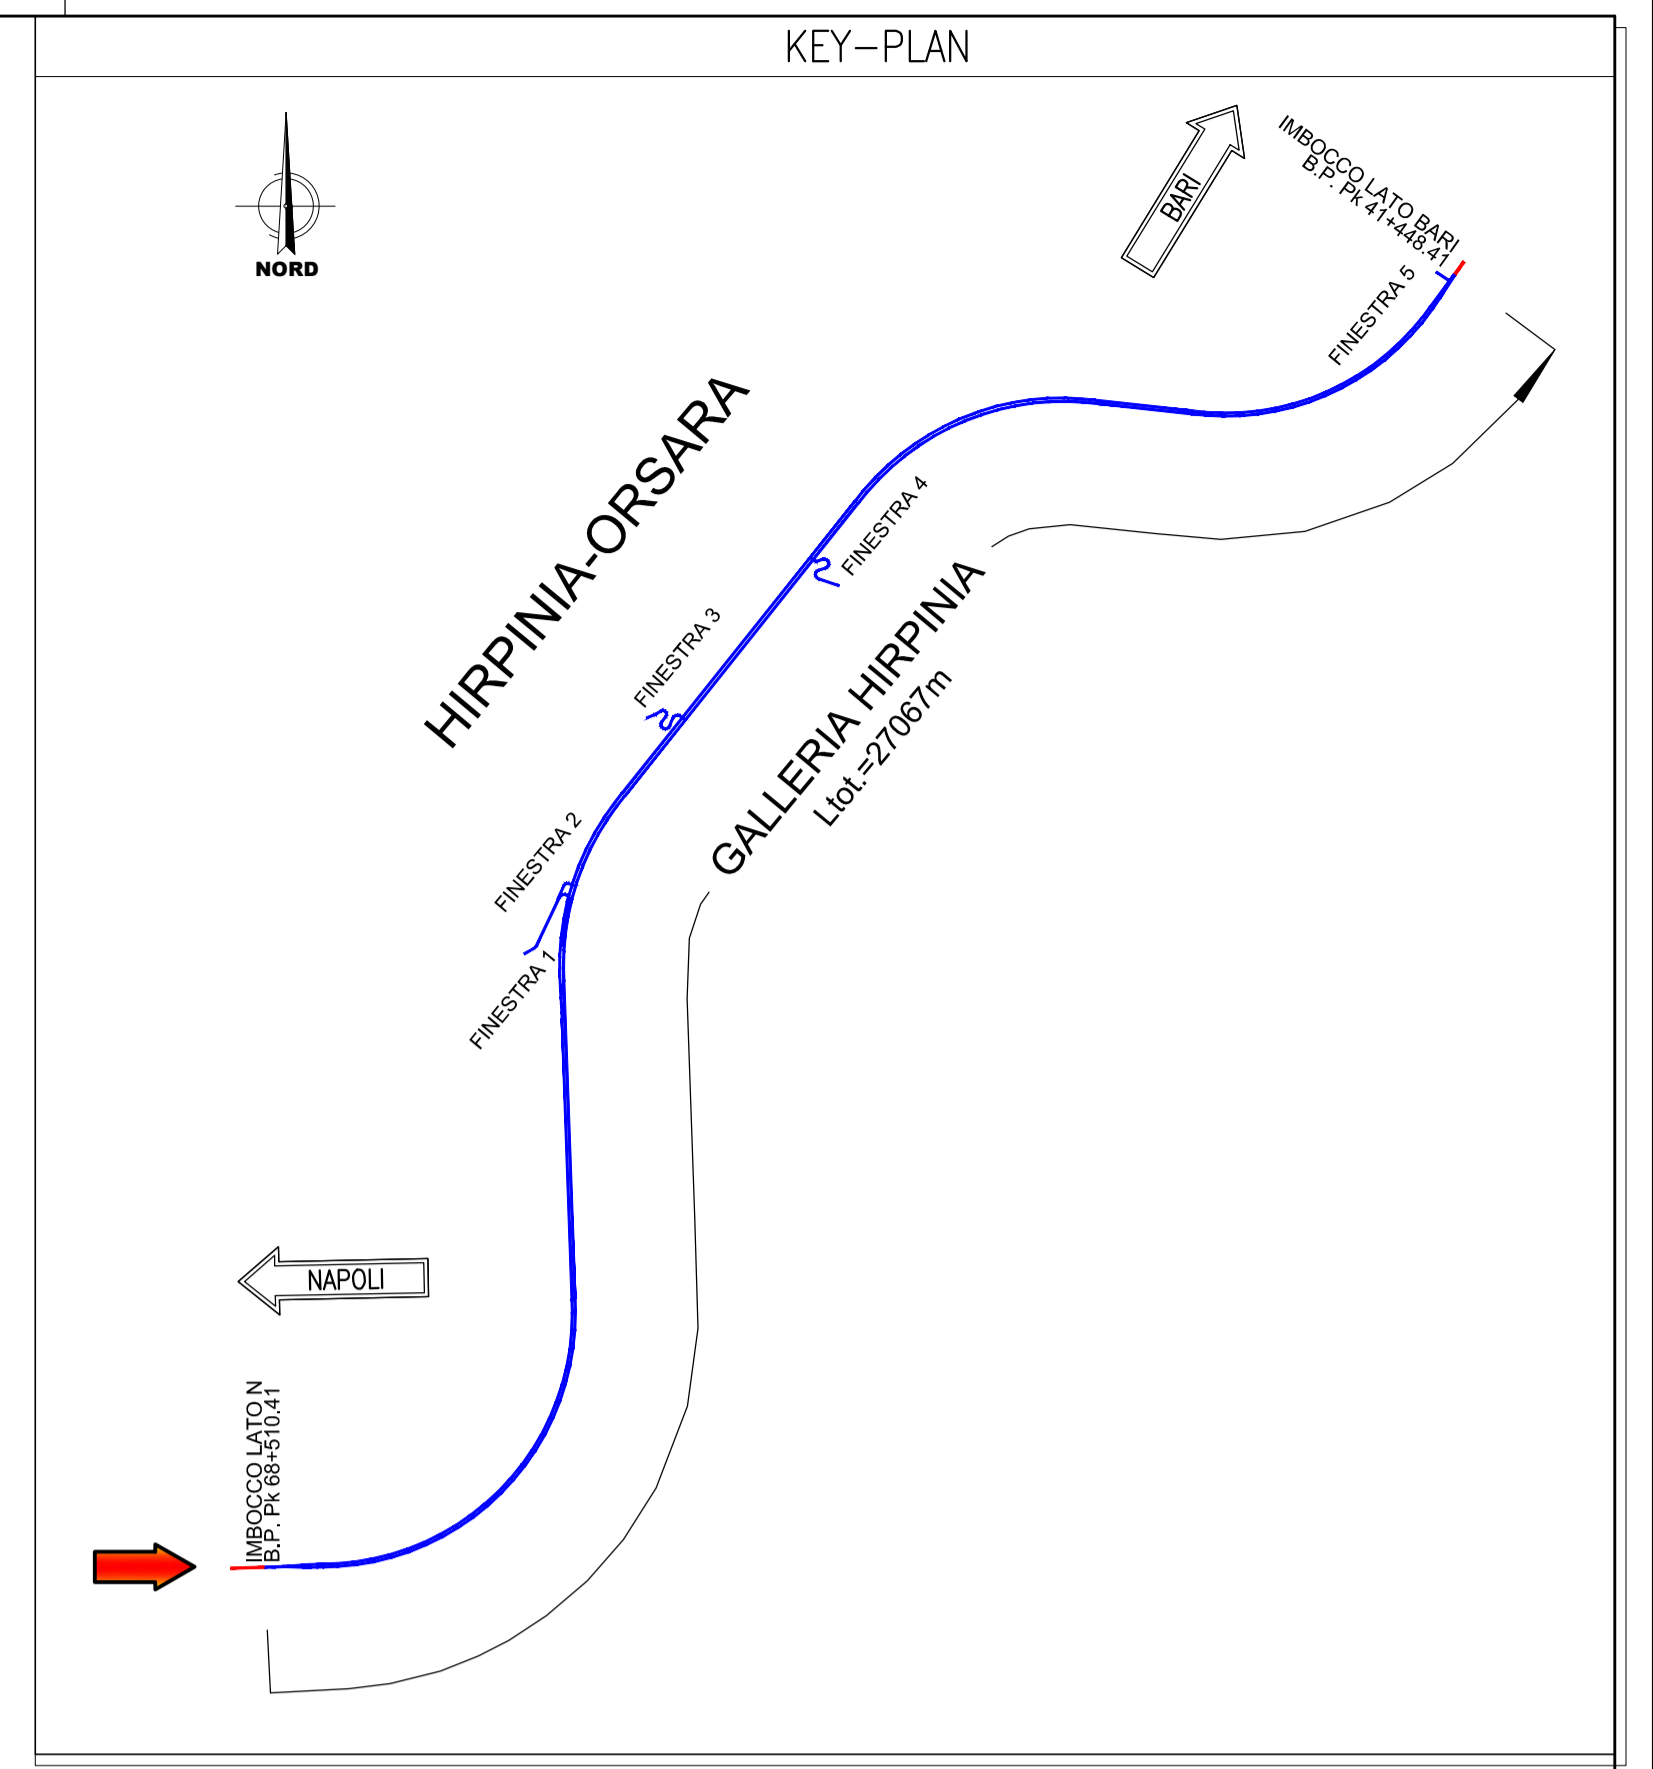 KEY-PLAN
NORD
BARI
IMBOCCO LATO BARI
B.P. Pk 41+448.41
FINESTRA 5
HIRPINIA-ORSARA
FINESTRA 4
FINESTRA 3
GALLERIA HIRPINIA
Ltot.=27067m
FINESTRA 2
FINESTRA 1
NAPOLI
IMBOCCO LATO N
B.P. Pk 68+510.41